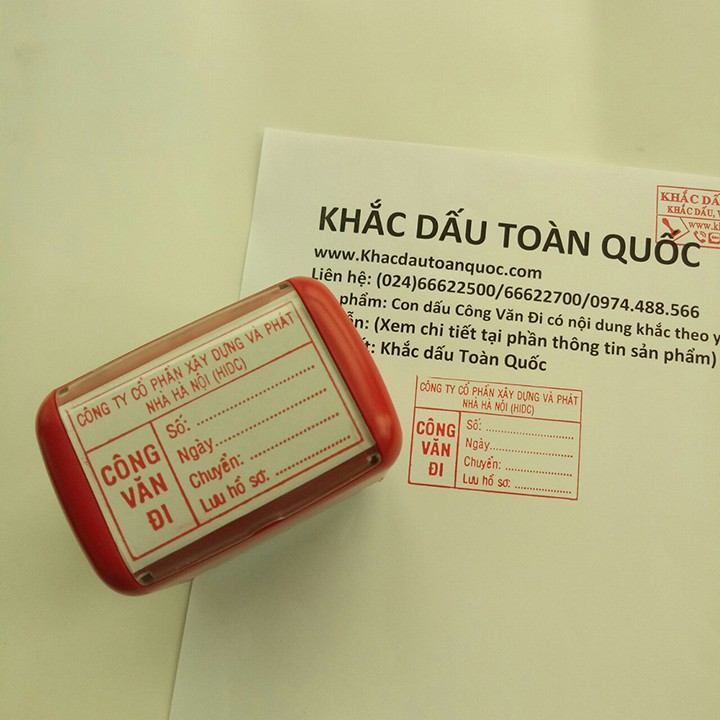 KHẮC DẤU TOÀN QUỐC
www.Khacdautoanquoc.com
Liên hệ: (024)66622500/66622700/0974.488.566
phẩm: Con dấu Công Văn Đi có nội dung khắc theo
(Xem chi tiết tại phần thông tin sản phẩm)
Khắc dấu Toàn Quốc
KHẮC
KHẮC DẤU,
CÔNG TY CỔ PHẦN XÂY DỰNG VÀ PHÁT
NHÀ HÀ NỘI (HIDC)
CÔNG
VĂN
ĐI
Số: ....................
Ngày....................
Chuyển: ....................
Lưu hồ sơ: ....................
CÔNG TY CỔ PHẦN XÂY DỰNG VÀ PHÁT
NHÀ HÀ NỘI (HIDC)
CÔNG
VĂN
ĐI
Số: ....................
Ngày....................
Chuyển: ....................
Lưu hồ sơ: ....................